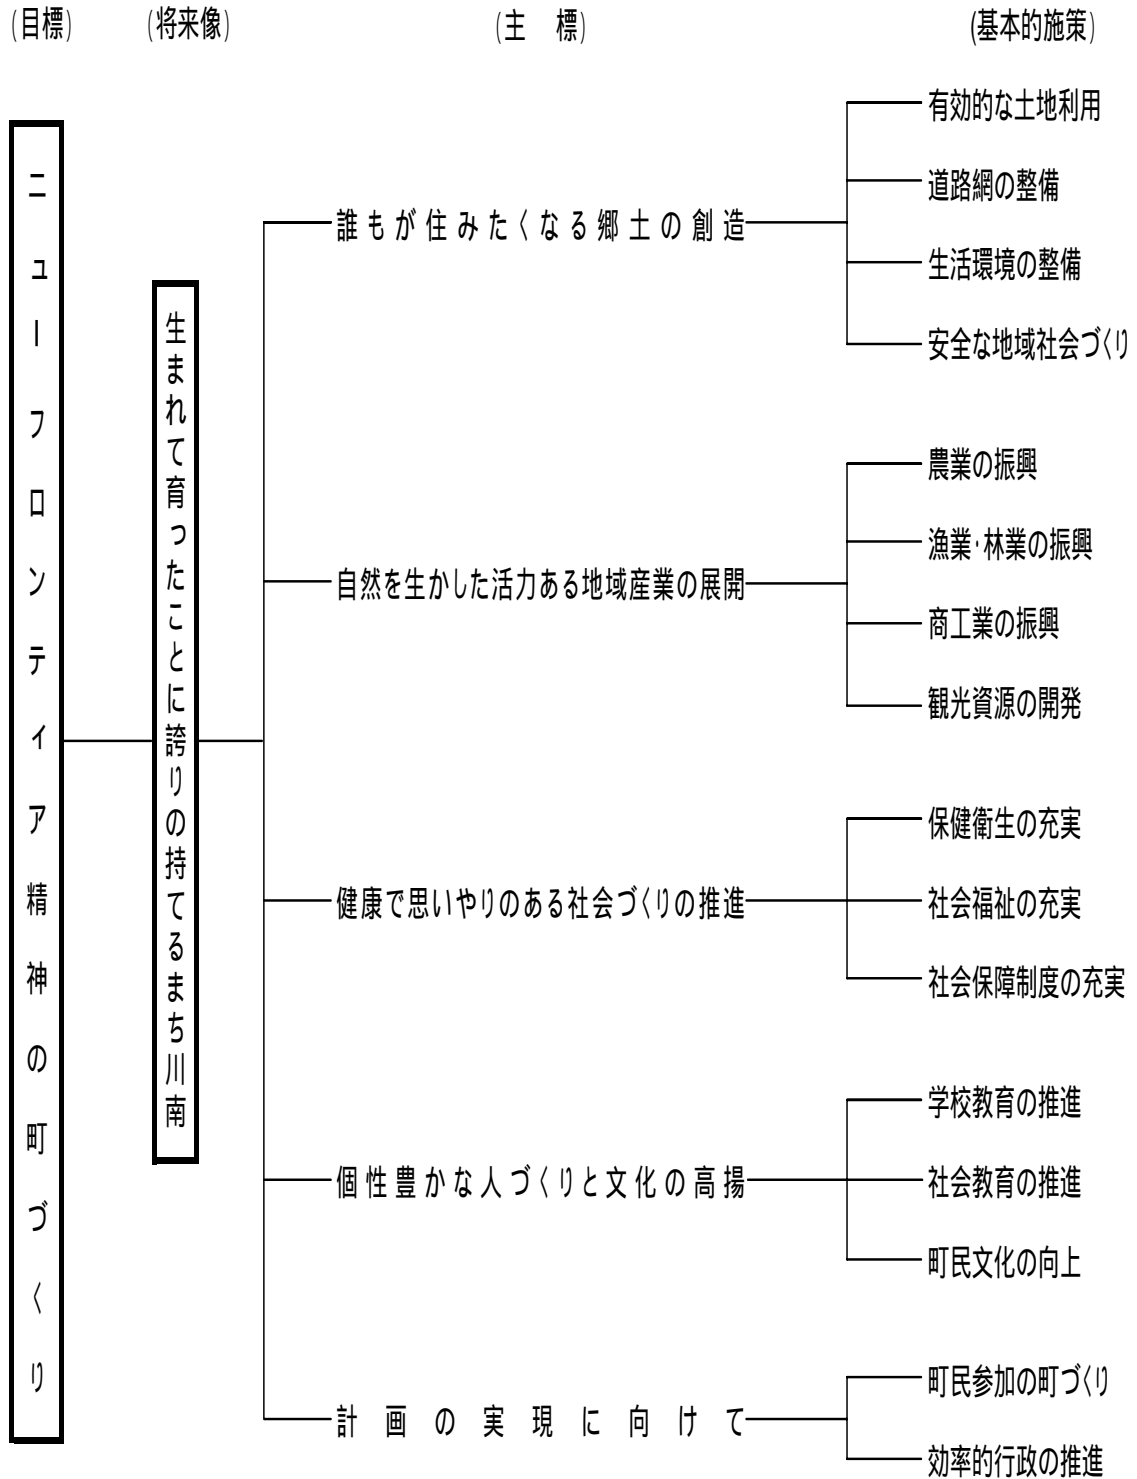 (目標)
(将来像)
(主　標)
(基本的施策)
ニューフロンティア精神の町づくり
生まれて育ったことに誇りの持てるまち川南
誰もが住みたくなる郷土の創造
有効的な土地利用
道路網の整備
生活環境の整備
安全な地域社会づくり
自然を生かした活力ある地域産業の展開
農業の振興
漁業・林業の振興
商工業の振興
観光資源の開発
健康で思いやりのある社会づくりの推進
保健衛生の充実
社会福祉の充実
社会保障制度の充実
個性豊かな人づくりと文化の高揚
学校教育の推進
社会教育の推進
町民文化の向上
計画の実現に向けて
町民参加の町づくり
効率的行政の推進